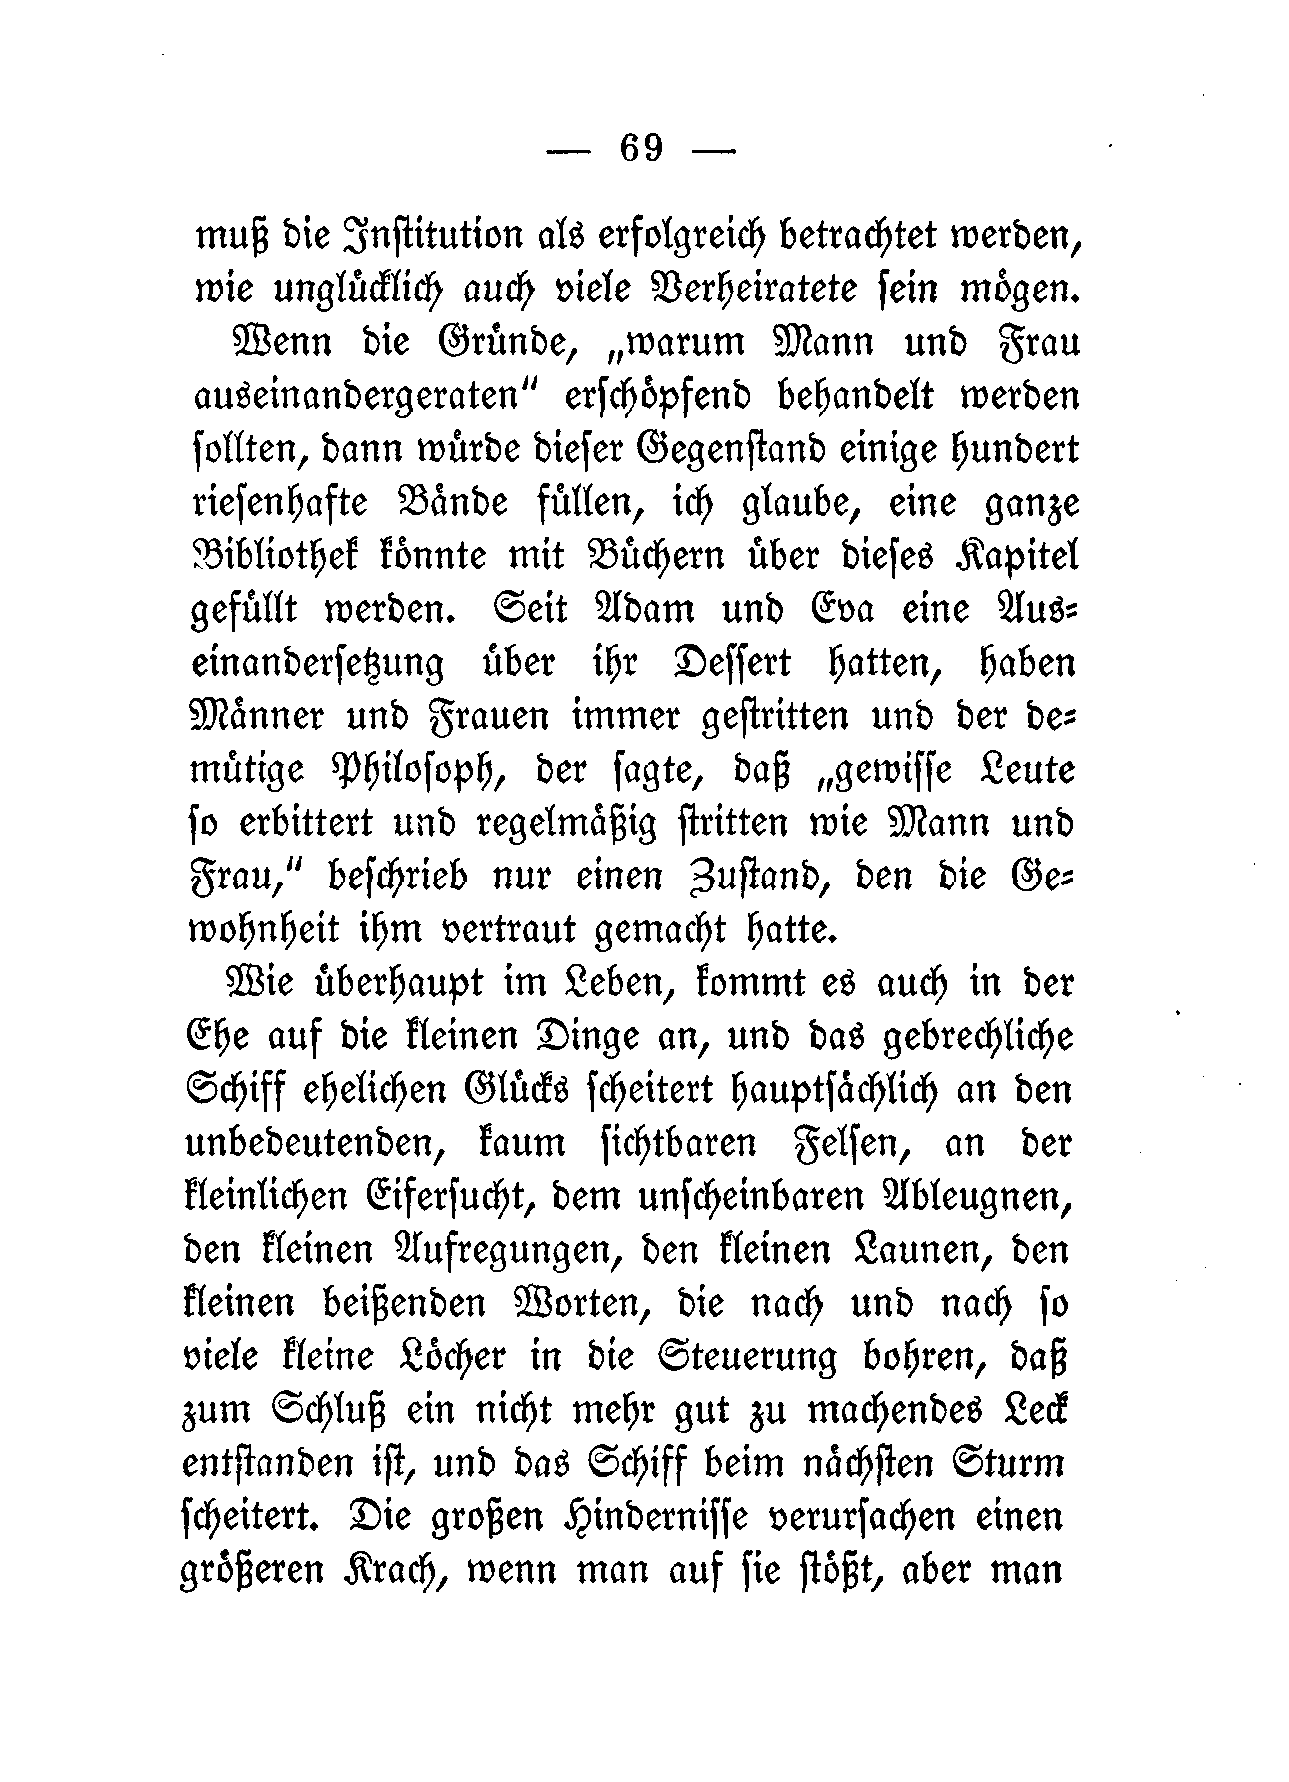 — 69 —
muß die Institution als erfolgreich betrachtet werden,
wie unglücklich auch viele Verheiratete sein mögen.
Wenn die Gründe, „warum Mann und Frau
auseinandergeraten" erschöpfend behandelt werden
sollten, dann würde dieser Gegenstand einige hundert
riesenhafte Bände füllen, ich glaube, eine ganze
Bibliothek könnte mit Büchern über dieses Kapitel
gefüllt werden. Seit Adam und Eva eine Aus-
einandersetzung über ihr Dessert hatten, haben
Männer und Frauen immer gestritten und der de-
mütige Philosoph, der sagte, daß „gewisse Leute
so erbittert und regelmäßig stritten wie Mann und
Frau," beschrieb nur einen Zustand, den die Ge-
wohnheit ihm vertraut gemacht hatte.
Wie überhaupt im Leben, kommt es auch in der
Ehe auf die kleinen Dinge an, und das gebrechliche
Schiff ehelichen Glücks scheitert hauptsächlich an den
unbedeutenden, kaum sichtbaren Felsen, an der
kleinlichen Eifersucht, dem unscheinbaren Ableugnen,
den kleinen Aufregungen, den kleinen Launen, den
kleinen beißenden Worten, die nach und nach so
viele kleine Löcher in die Steuerung bohren, daß
zum Schluß ein nicht mehr gut zu machendes Leck
entstanden ist, und das Schiff beim nächsten Sturm
scheitert. Die großen Hindernisse verursachen einen
größeren Krach, wenn man auf sie stößt, aber man